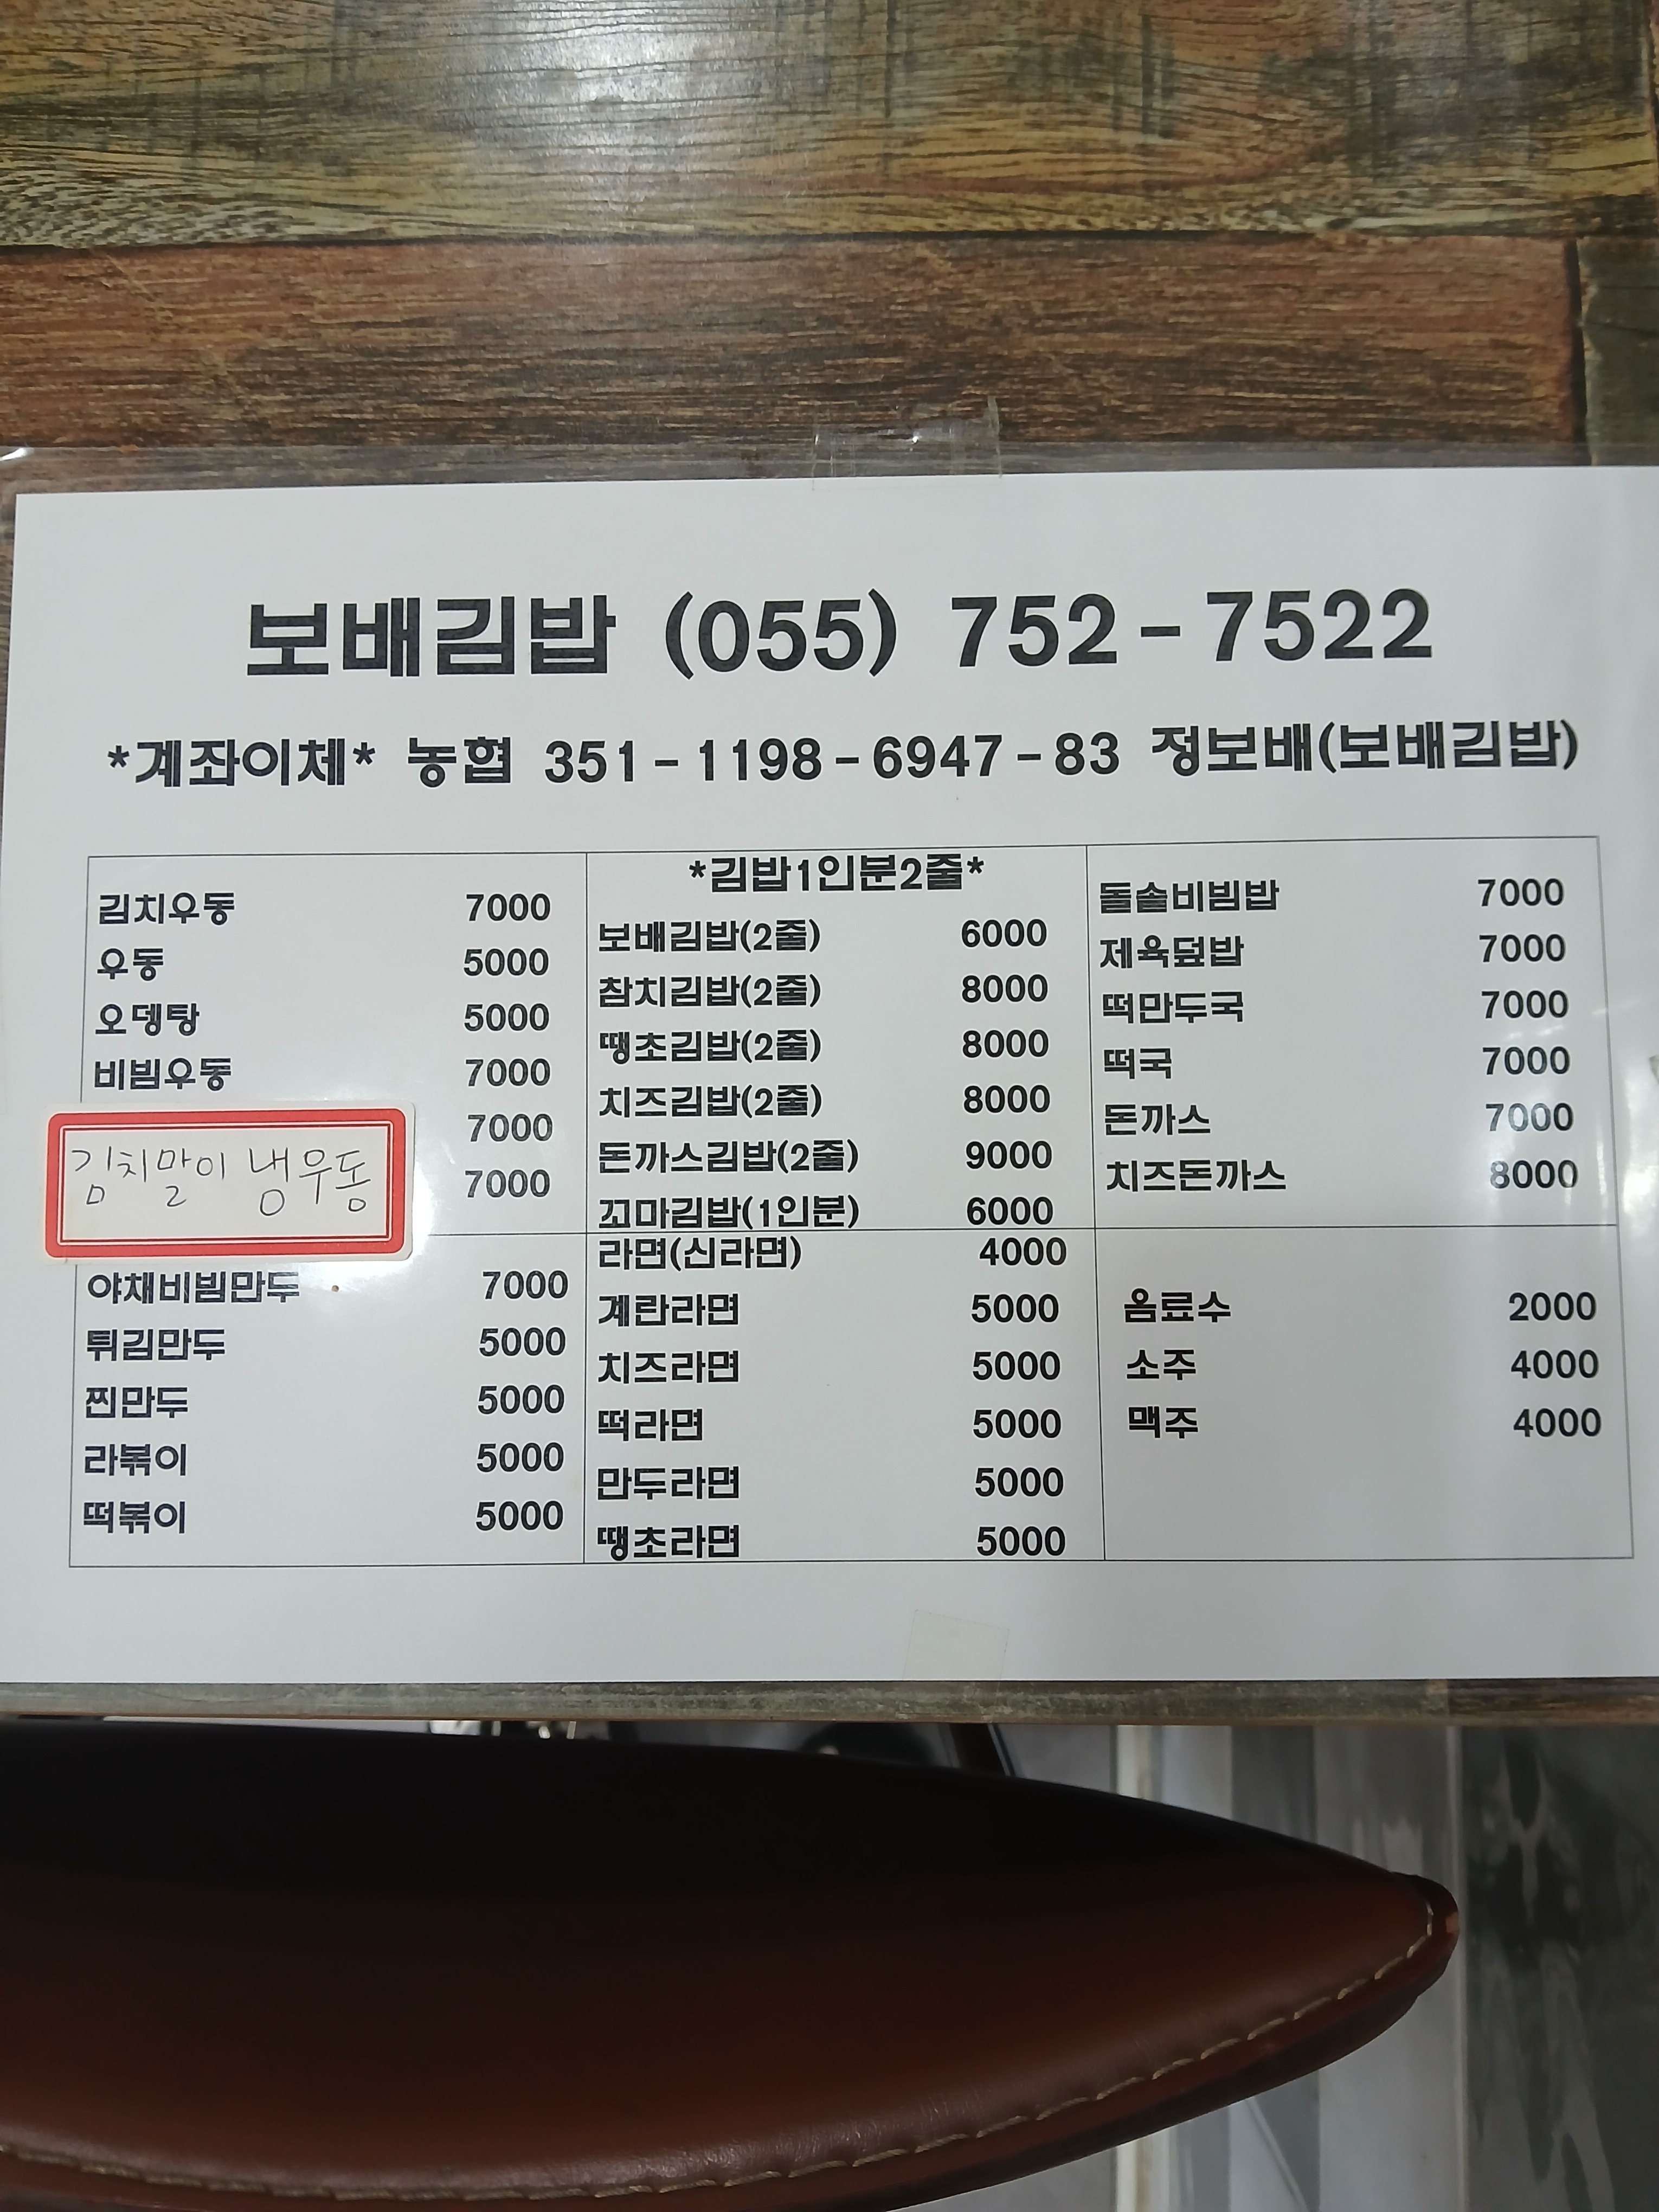 보배김밥 (055) 752-7522
*계좌이체* 농협 351-1198-6947-83 정보배(보배김밥)
김치우동 7000
우동 5000
오뎅탕 5000
비빔우동 7000
7000
김치말이 냉우동 7000
*김밥1인분2줄*
보배김밥(2줄) 6000
참치김밥(2줄) 8000
땡초김밥(2줄) 8000
치즈김밥(2줄) 8000
돈까스김밥(2줄) 9000
꼬마김밥(1인분) 6000
돌솥비빔밥 7000
제육덮밥 7000
떡만두국 7000
떡국 7000
돈까스 7000
치즈돈까스 8000
야채비빔만두 7000
튀김만두 5000
찐만두 5000
라볶이 5000
떡볶이 5000
라면(신라면) 4000
계란라면 5000
치즈라면 5000
떡라면 5000
만두라면 5000
땡초라면 5000
음료수 2000
소주 4000
맥주 4000